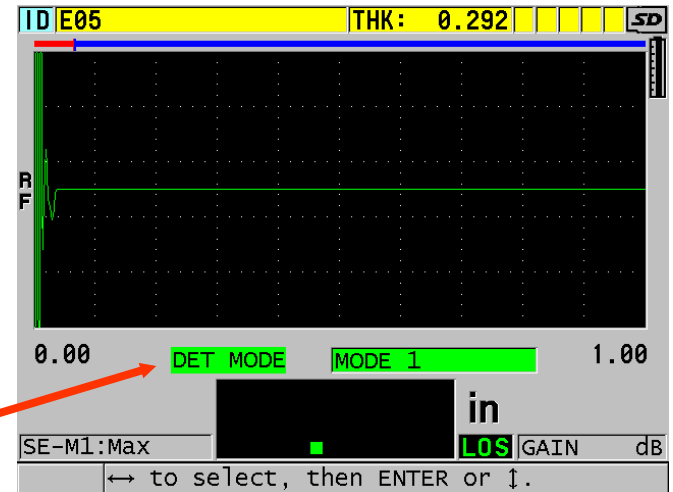 ID E05 THK: 0.292 SD
RF
0.00 DET MODE MODE 1 1.00
in
SE-M1:Max LOS GAIN dB
↔ to select, then ENTER or ↕.